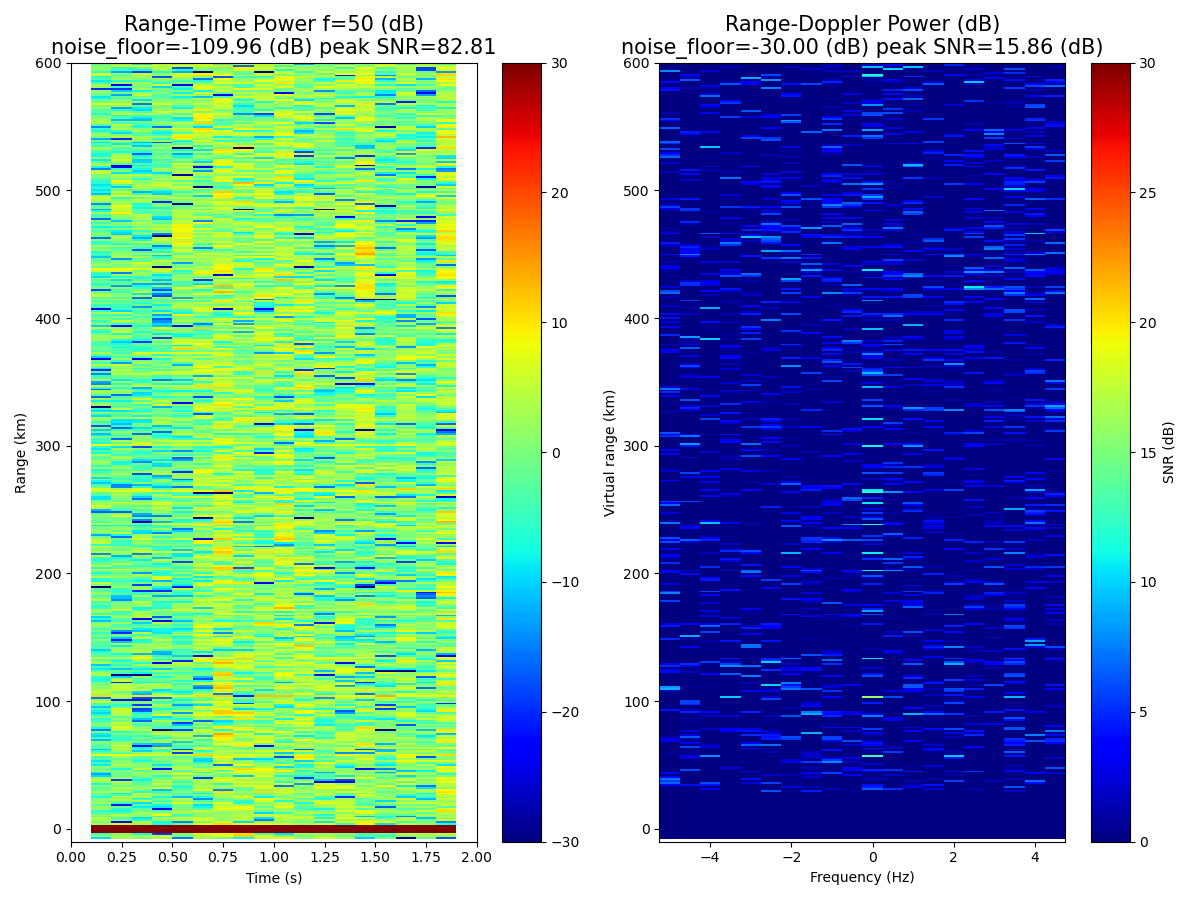 Range-Time Power f=50 (dB)
noise_floor=-109.96 (dB) peak SNR=82.81
Range-Doppler Power (dB)
noise_floor=-30.00 (dB) peak SNR=15.86 (dB)
600
500
400
300
200
100
0
Range (km)
0.00 0.25 0.50 0.75 1.00 1.25 1.50 1.75 2.00
Time (s)
30
20
10
0
−10
−20
−30
600
500
400
300
200
100
0
Virtual range (km)
−4 −2 0 2 4
Frequency (Hz)
30
25
20
15
10
5
0
SNR (dB)